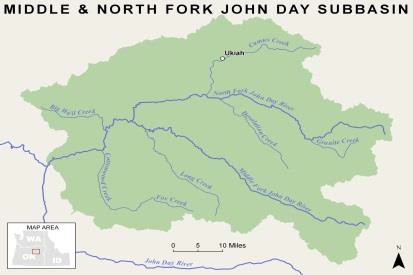 MIDDLE & NORTH FORK JOHN DAY SUBBASIN
Camas Creek
Ukiah
North Fork John Day River
Big Wall Creek
Desolation Creek
Granite Creek
Cottonwood Creek
Long Creek
Middle Fork John Day River
Fox Creek
MAP AREA
WA
OR
ID
0 5 10 Miles
John Day River